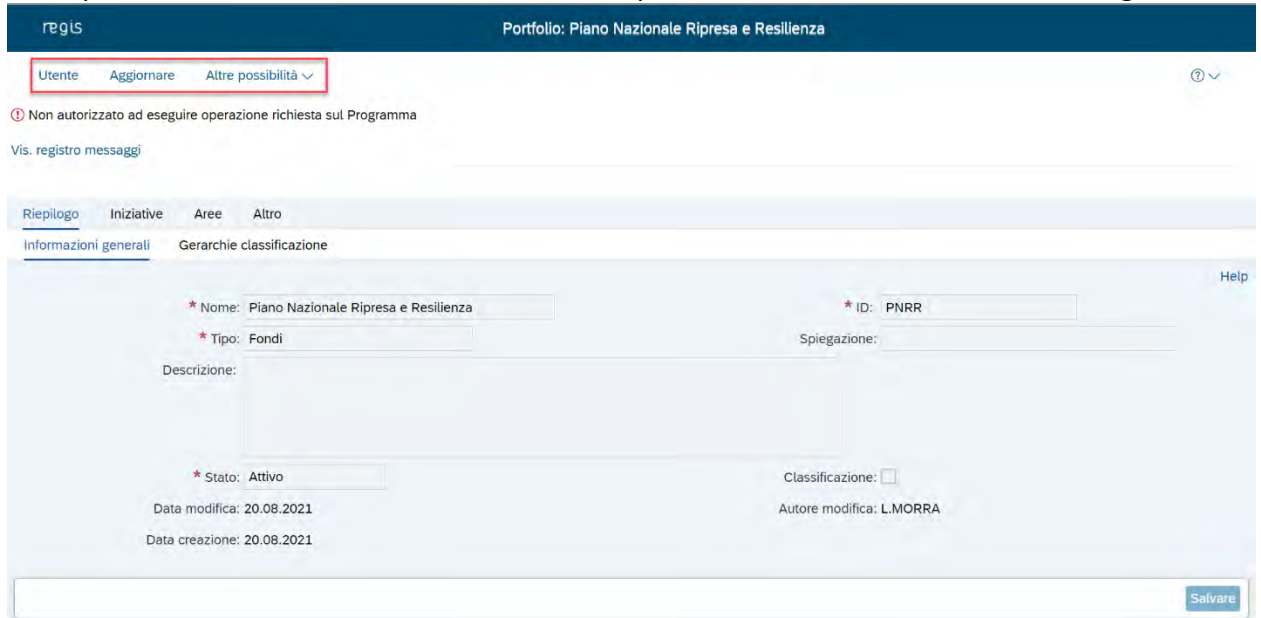 regis Portfolio: Piano Nazionale Ripresa e Resilienza
Utente Aggiornare Altre possibilità
Non autorizzato ad eseguire operazione richiesta sul Programma
Vis. registro messaggi
Riepilogo Iniziative Aree Altro
Informazioni generali Gerarchie classificazione
Help
* Nome: Piano Nazionale Ripresa e Resilienza * ID: PNRR
* Tipo: Fondi Spiegazione:
Descrizione:
* Stato: Attivo Classificazione:
Data modifica: 20.08.2021 Autore modifica: L.MORRA
Data creazione: 20.08.2021
Salvare